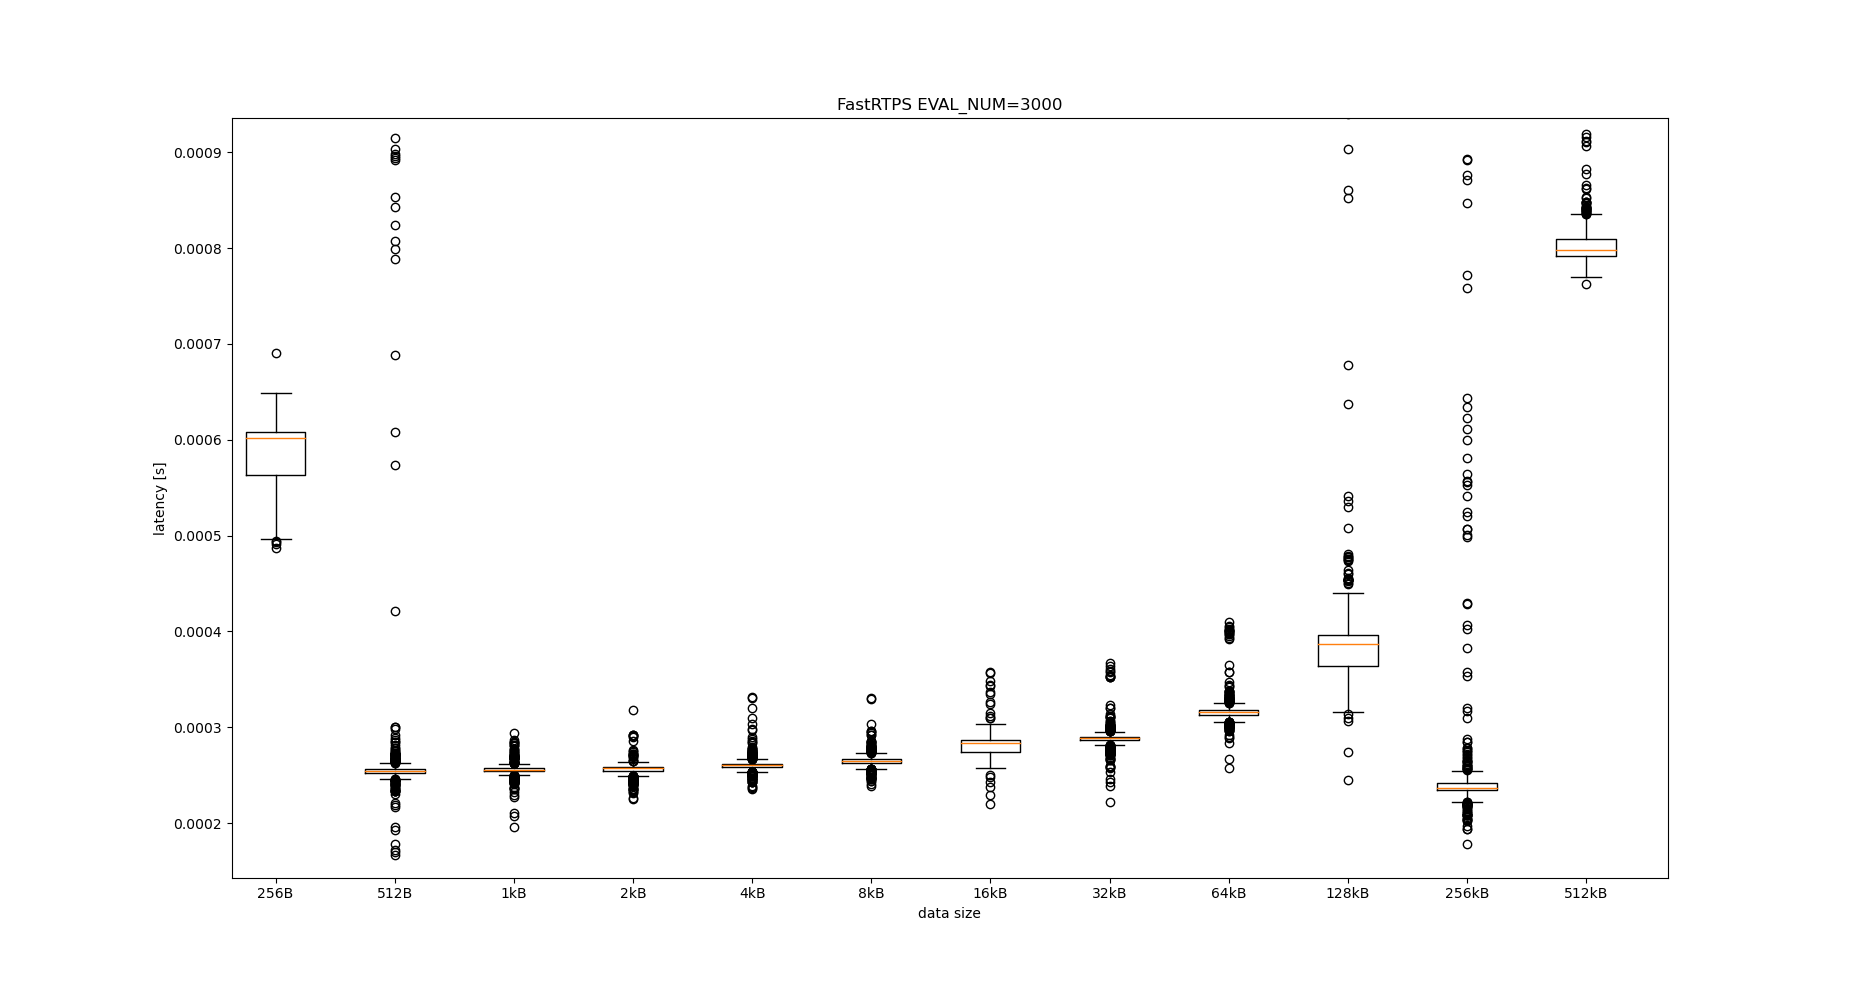 FastRTPS EVAL_NUM=3000
0.0009
0.0008
0.0007
0.0006
0.0005
0.0004
0.0003
0.0002
latency [s]
256B 512B 1kB 2kB 4kB 8kB 16kB 32kB 64kB 128kB 256kB 512kB
data size